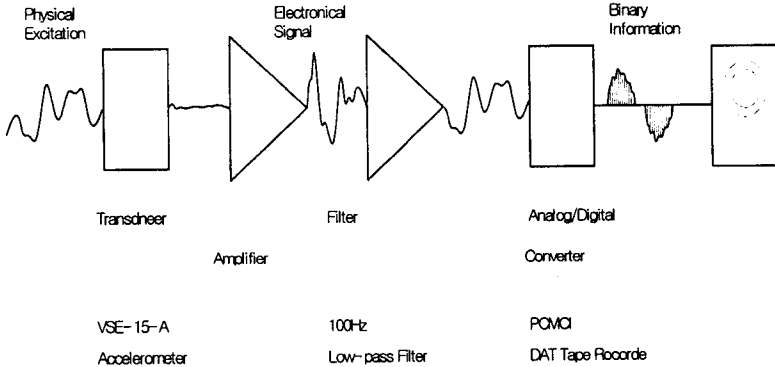 Physical
Excitation
Electronical
Signal
Binary
Information
Transdneer
Filter
Analog/Digital
Amplifier
Converter
VSE-15-A
100Hz
PCMCI
Accelerometer
Low-pass Filter
DAT Tape Rocorde